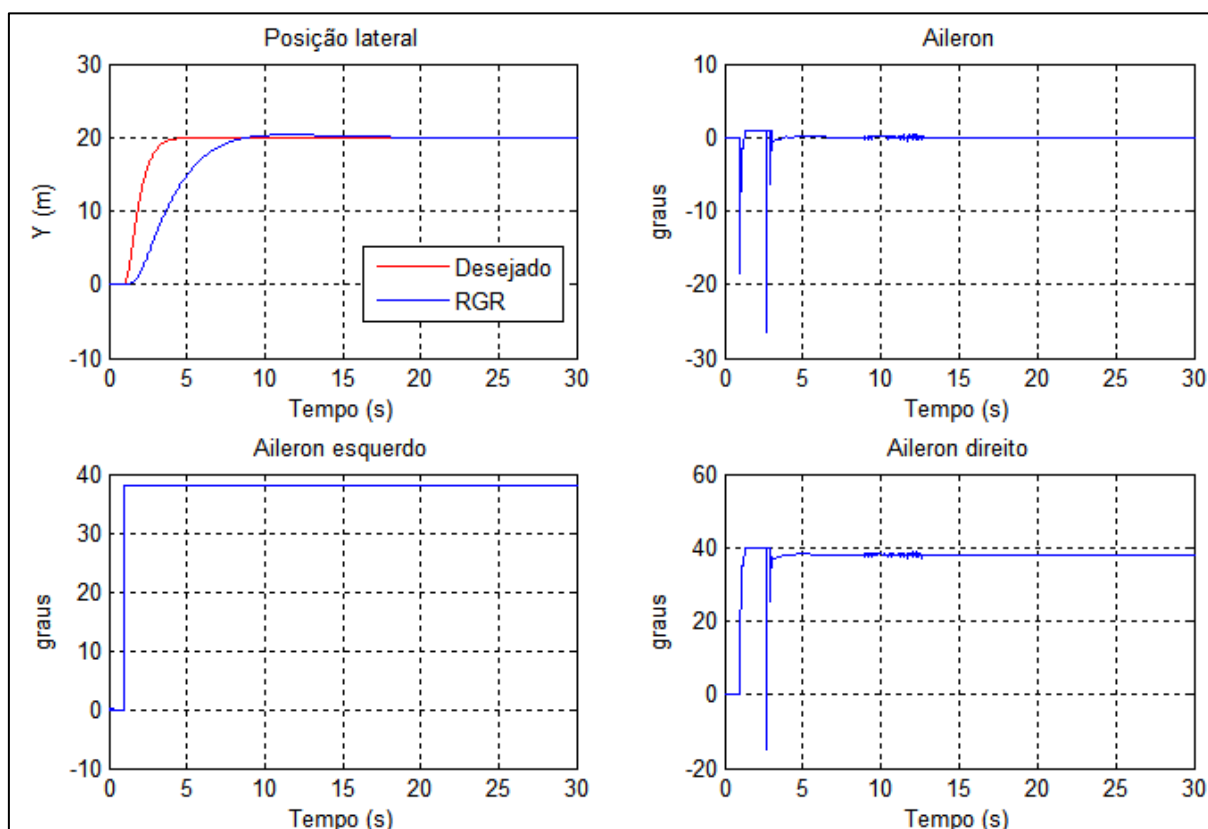 Posição lateral
30
20
10
0
-10
Y (m)
0 5 10 15 20 25 30
Tempo (s)
Desejado
RGR
Aileron
10
0
-10
-20
-30
graus
0 5 10 15 20 25 30
Tempo (s)
Aileron esquerdo
40
30
20
10
0
-10
graus
0 5 10 15 20 25 30
Tempo (s)
Aileron direito
60
40
20
0
-20
graus
0 5 10 15 20 25 30
Tempo (s)